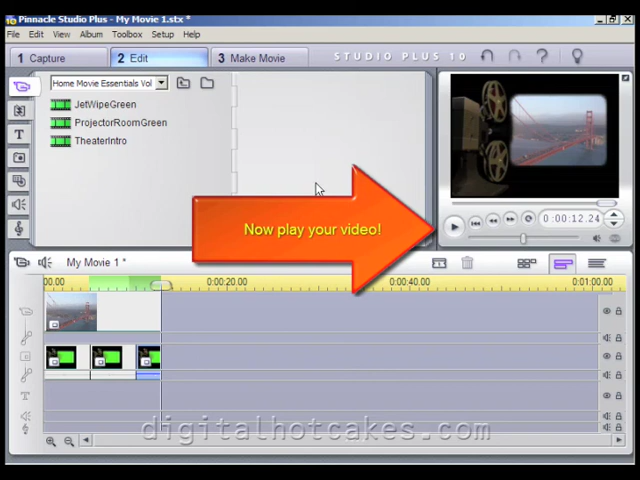 Pinnacle Studio Plus - My Movie 1.stx *
File Edit View Album Toolbox Setup Help
1 Capture
2 Edit
3 Make Movie
STUDIO PLUS 10
Home Movie Essentials Vol
JetWipeGreen
ProjectorRoomGreen
TheaterIntro
Now play your video!
0:00:12.24
My Movie 1 *
00.00
0:00:20.00
0:00:40.00
0:01:00.00
T
T
digitalhotcakes.com